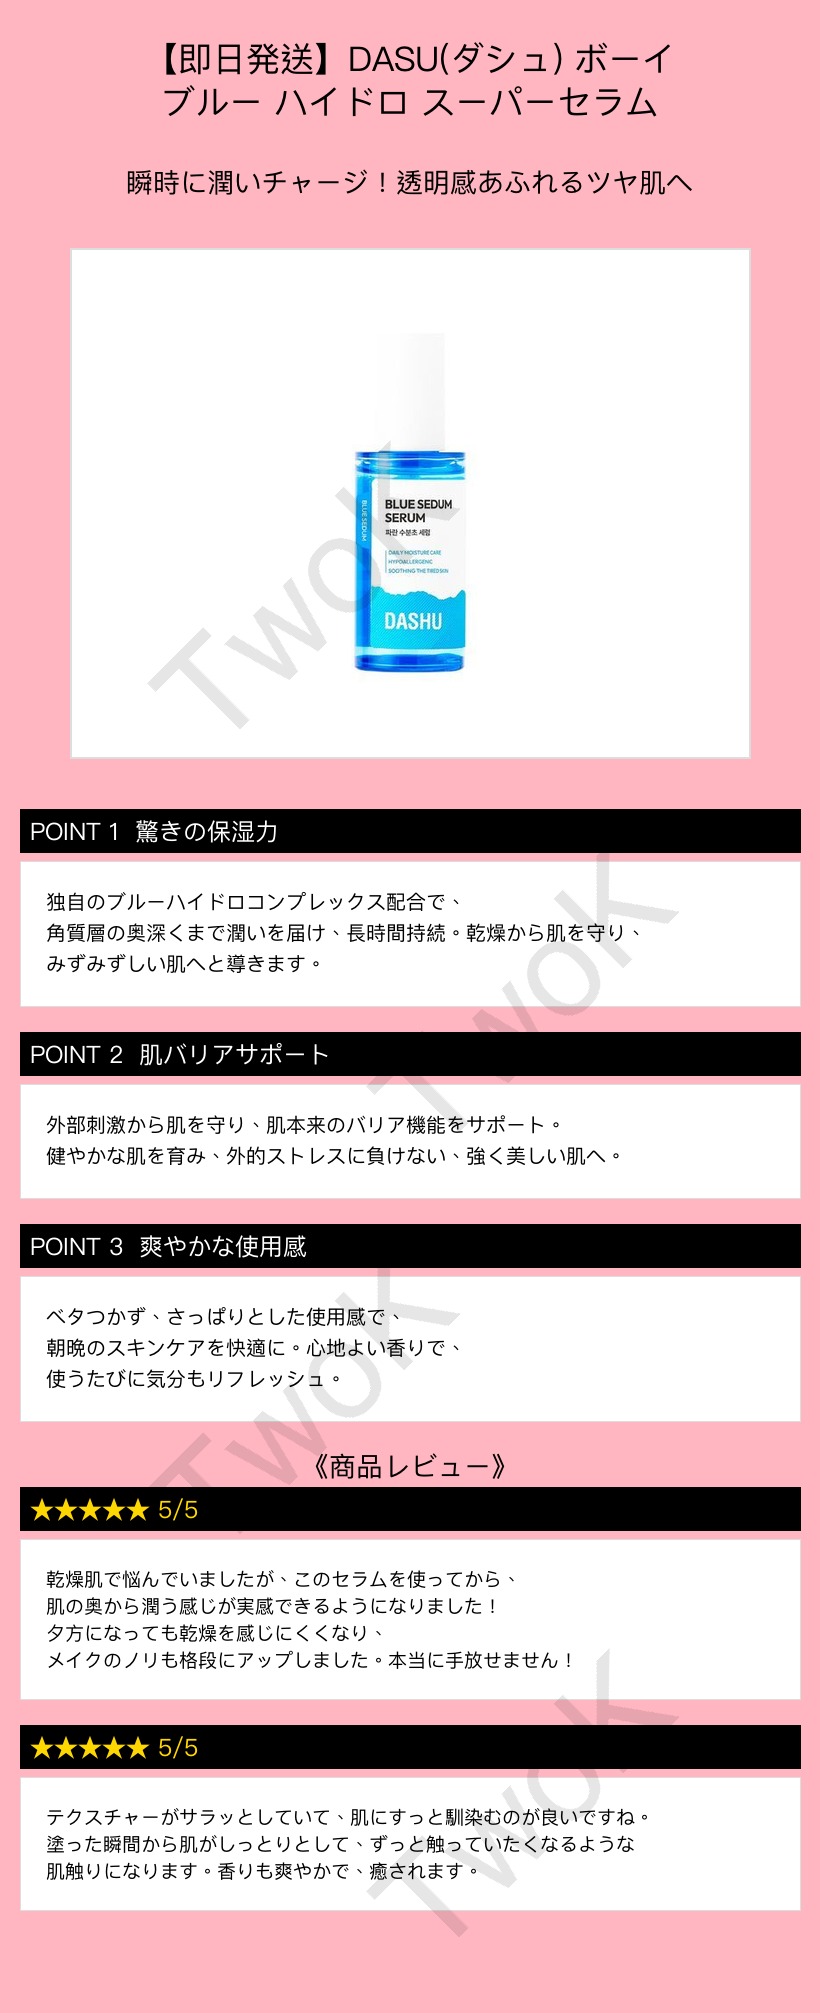 【即日発送】DASU(ダシュ) ボーイ
ブルー ハイドロ スーパーセラム
瞬時に潤いチャージ！透明感あふれるツヤ肌へ
BLUE SEDUM
BLUE SEDUM
SERUM
파란 수분초 세럼
DAILY MOISTURE CARE
HYPOALLERGENIC
SOOTHING THE TIRED SKIN
DASHU
TwoK
POINT 1 驚きの保湿力
独自のブルーハイドロコンプレックス配合で、
角質層の奥深くまで潤いを届け、長時間持続。乾燥から肌を守り、
みずみずしい肌へと導きます。
TwoK
POINT 2 肌バリアサポート
外部刺激から肌を守り、肌本来のバリア機能をサポート。
健やかな肌を育み、外的ストレスに負けない、強く美しい肌へ。
POINT 3 爽やかな使用感
ベタつかず、さっぱりとした使用感で、
朝晩のスキンケアを快適に。心地よい香りで、
使うたびに気分もリフレッシュ。
TwoK
《商品レビュー》
★★★★★ 5/5
乾燥肌で悩んでいましたが、このセラムを使ってから、
肌の奥から潤う感じが実感できるようになりました！
夕方になっても乾燥を感じにくくなり、
メイクのノリも格段にアップしました。本当に手放せません！
★★★★★ 5/5
テクスチャーがサラッとしていて、肌にすっと馴染むのが良いですね。
塗った瞬間から肌がしっとりとして、ずっと触っていたくなるような
肌触りになります。香りも爽やかで、癒されます。
TwoK